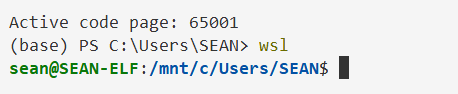 Active code page: 65001
(base) PS C:\Users\SEAN> wsl
sean@SEAN-ELF:/mnt/c/Users/SEAN$